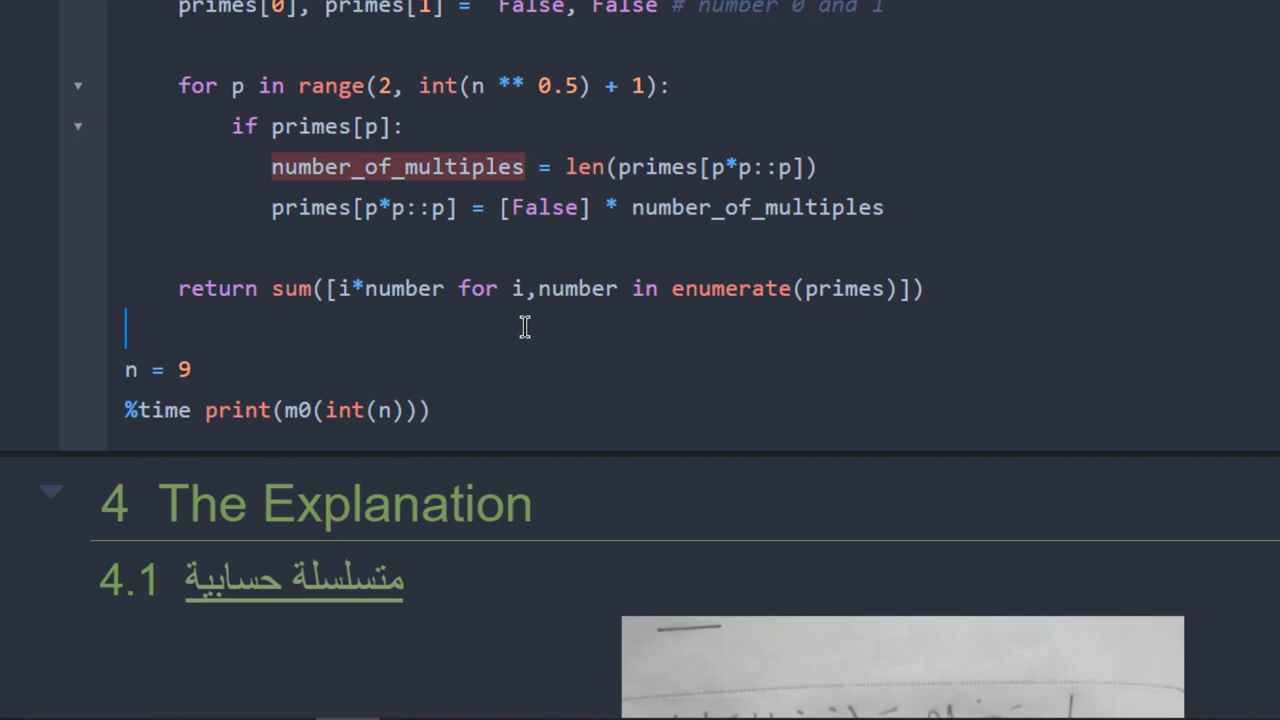 primes[0], primes[1] = False, False # number 0 and 1
for p in range(2, int(n ** 0.5) + 1):
if primes[p]:
number_of_multiples = len(primes[p*p::p])
primes[p*p::p] = [False] * number_of_multiples
return sum([i*number for i,number in enumerate(primes)])
n = 9
%time print(m0(int(n)))
4 The Explanation
4.1 متسلسلة حسابية